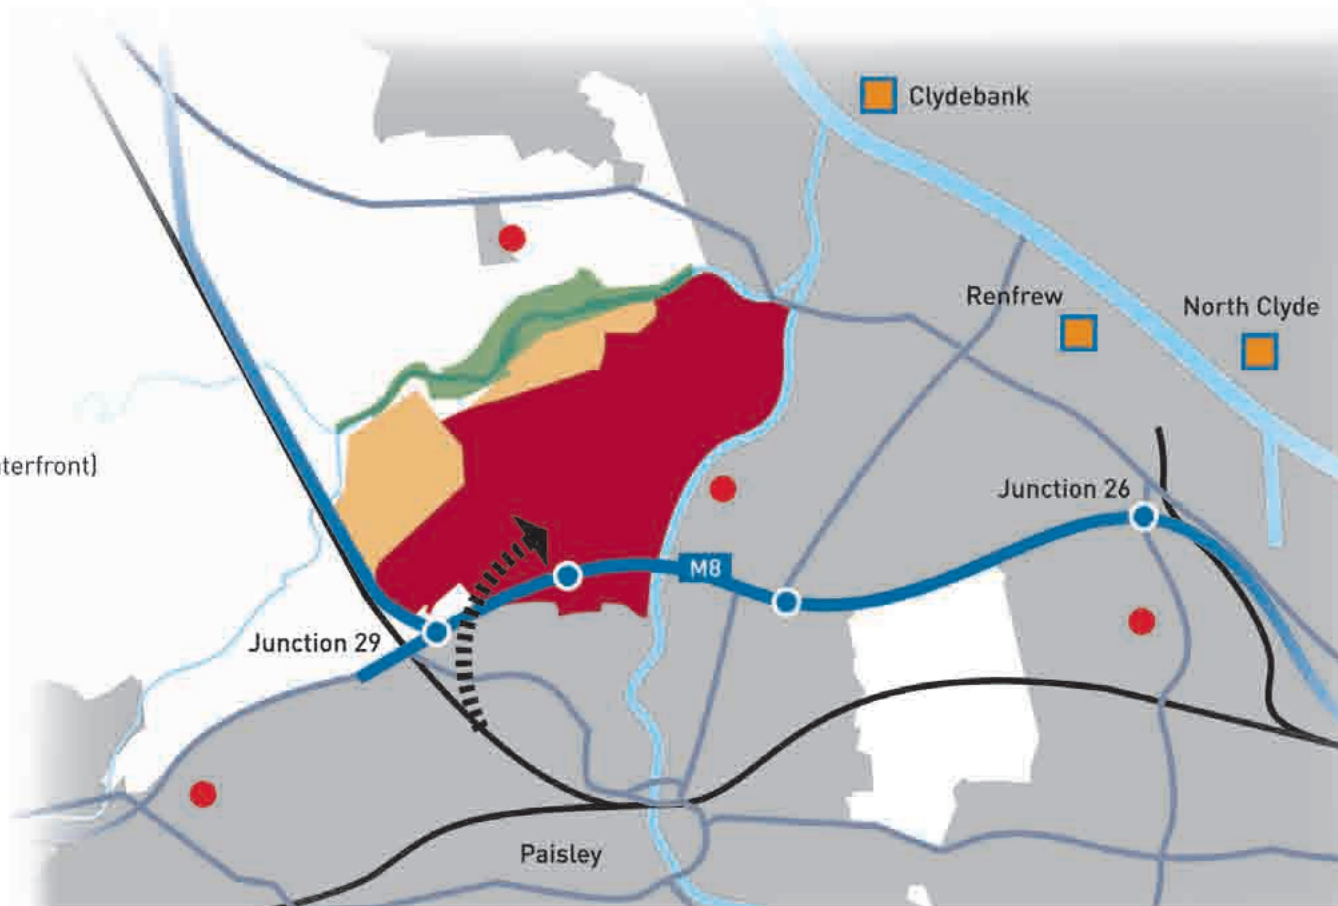 Clydebank
Renfrew
North Clyde
terfront)
Junction 26
M8
Junction 29
Paisley